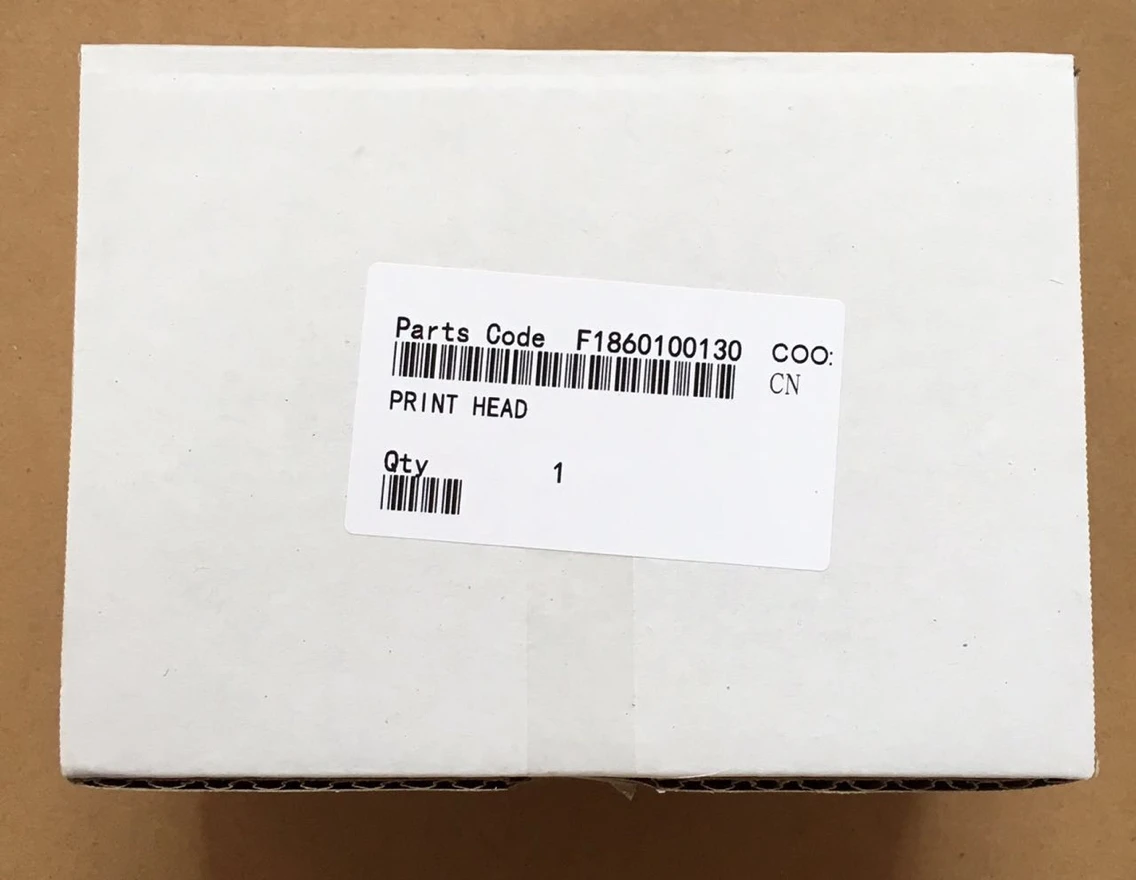 Parts Code F1860100130 COO:
CN
PRINT HEAD
Qty 1